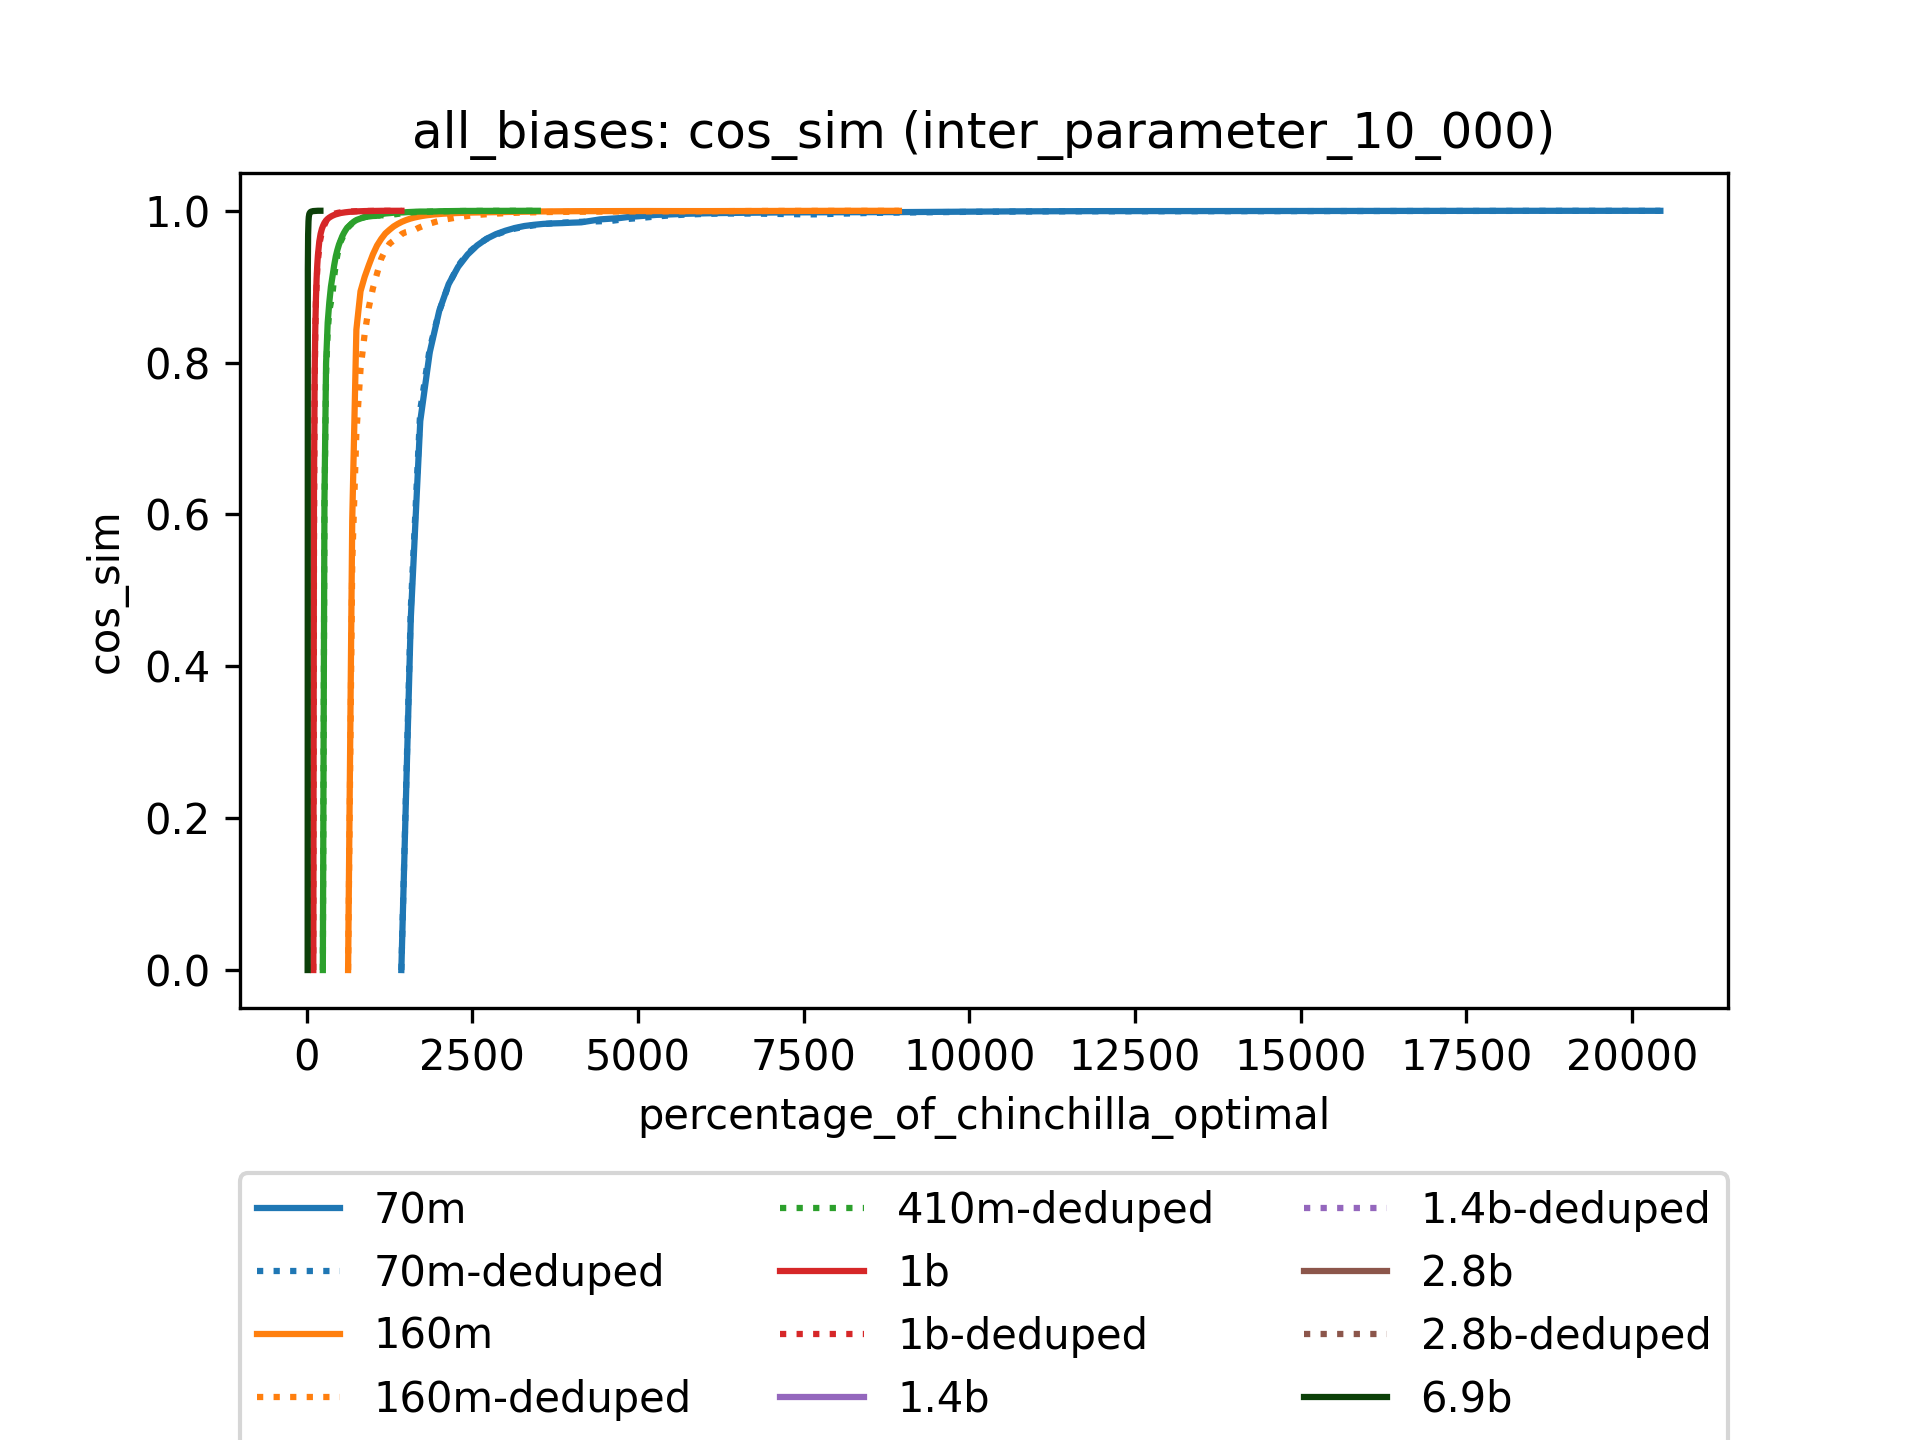 all_biases: cos_sim (inter_parameter_10_000)
1.0
0.8
0.6
0.4
0.2
0.0
cos_sim
0 2500 5000 7500 10000 12500 15000 17500 20000
percentage_of_chinchilla_optimal
70m
70m-deduped
160m
160m-deduped
410m-deduped
1b
1b-deduped
1.4b
1.4b-deduped
2.8b
2.8b-deduped
6.9b